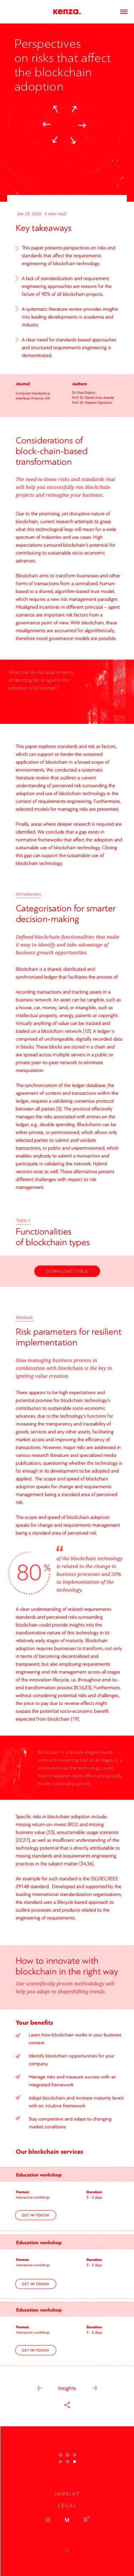 kenza.
Perspectives
on risks that affect
the blockchain
adoption
Jan 19, 2020 6 min read
Key takeaways
This paper presents perspectives on risks and
standards that affect the requirements
engineering of blockchain technology.
A lack of standardization and requirement
engineering approaches are reasons for the
failure of 92% of all blockchain projects.
A systematic literature review provides insights
into leading developments in academia and
industry.
A clear need for standards-based approaches
and structured requirements engineering is
demonstrated.
Journal
Computer Standards &
Interfaces (Volume 69)
Authors
Considerations of
block-chain-based
transformation
The need-to-know risks and standards that
will help you successfully run blockchain
projects and reimagine your business.
Due to the promising, yet disruptive nature of
blockchain, current research attempts to grasp
what this technological leap will mean for a wide
spectrum of industries and use cases. High
expectations surround blockchain's potential for
contributing to sustainable socio-economic
advances.
Blockchain aims to transform businesses and other
forms of transactions from a centralized, human-
based to a shared, algorithm-based trust model,
which requires a new risk management paradigm.
Misaligned incentives in different principal – agent
scenarios are important risk factors from a
governance point of view. With blockchain, these
misalignments are accounted for algorithmically,
therefore novel governance models are possible.
What role do risks play in terms
of deciding for or against the
adoption of blockchain?
This paper explores standards and risk as factors,
which can support or hinder the sustained
application of blockchain in a broad scope of
environments. We conducted a systematic
literature review that outlines a current
understanding of perceived risk surrounding the
adoption and use of blockchain technology in the
context of requirements engineering. Furthermore,
selected models for managing risks are presented.
Finally, areas where deeper research is required are
identified. We conclude that a gap exists in
normative frameworks that affect the adoption and
sustainable use of blockchain technology. Closing
this gap can support the sustainable use of
blockchain technology.
Introduction
Categorisation for smarter
decision-making
Defined blockchain functionalities that make
it easy to identify and take advantage of
business growth opportunities.
Blockchain is a shared, distributed and
synchronized ledger that facilitates the process of
recording transactions and tracking assets in a
business network. An asset can be tangible, such as
a house, car, money, land, or intangible, such as
intellectual property, energy, patents or copyright.
Virtually anything of value can be tracked and
traded on a blockchain network [10]. A ledger is
comprised of unchangeable, digitally recorded data
in blocks. These blocks are stored in a chain and
are spread across multiple servers in a public or
private peer-to-peer network to eliminate
manipulation.
The synchronization of the ledger database, the
agreement of content and transactions within the
ledger, requires a validating consensus protocol
between all parties [3]. The protocol effectively
manages the risks associated with entries on the
ledger, e.g., double spending. Blockchains can be
public or private, permissioned, which allows only
selected parties to submit and validate
transactions, or public and unpermissioned, which
enables anybody to submit a transaction and
participate in validating the network. Hybrid
versions exist as well. These alternatives present
different challenges with respect to risk
management.
Table 1
Functionalities
of blockchain types
DOWNLOAD TABLE
Methods
Risk parameters for resilient
implementation
How managing business process in
combination with blockchain is the key to
igniting value creation.
There appears to be high expectations and
potential promise for blockchain technology's
contribution to sustainable socio-economic
advances, due to the technology's functions for
increasing the transparency and traceability of
goods, services and any other assets, facilitating
market access and improving the efficiency of
transactions. However, major risks are addressed in
various research literature and specialized media
publications, questioning whether the technology is
far enough in its development to be adopted and
applied. The scope and speed of blockchain
adoption speaks for change and requirements
management being a standard area of perceived
risk.
The scope and speed of blockchain adoption
speaks for change and requirements management
being a standard area of perceived risk.
80%
“
of the blockchain technology
is related to the change in
business processes and 20%
to implementation of the
technology.
A clear understanding of related requirements
standards and perceived risks surrounding
blockchain could provide insights into the
transformative nature of this technology in its
relatively early stages of maturity. Blockchain
adoption requires businesses to transform, not only
in terms of becoming decentralized and
transparent, but also employing requirements
engineering and risk management across all stages
of the innovation lifecycle, i.e. throughout end-to-
end transformation processes [8,16,25]. Furthermore,
without considering potential risks and challenges,
the price to pay due to reverse effects might
surpass the potential socio-economic benefit
expected from blockchain [19].
Blockchain is a double-edged sword;
without considering risks at all stages in a
structured way, the technology could
have a negative ripple-effect and actually
hinder sustainable growth.
Specific risks in blockchain adoption include:
missing return-on-invest (ROI) and missing
business value [33], unsustainable usage scenarios
[22,27], as well as insufficient understanding of the
technology potential that is directly attributable to
missing standards and requirements engineering
practices in the subject matter [34,36].
An example for such a standard is the ISO/IEC/IEEE
29148 standard. Developed and supported by the
leading international standardization organizations,
the standard uses a lifecycle based approach to
outline processes and products related to the
engineering of requirements.
How to innovate with
blockchain in the right way
Our scientifically proven methodology will
help you adapt to shapeshifting trends.
Your benefits
Learn how blockchain works in your business
context
Identify blockchain opportunities for your
company
Manage risks and measure success with an
integrated framework
Adopt blockchain and increase maturity levels
with an intuitive framework
Stay competitive and adapt to changing
market conditions
Our blockchain services
Education workshop
Format:
Interactive workshop
Duration:
3 - 5 days
GET IN TOUCH
Education workshop
Format:
Interactive workshop
Duration:
3 - 5 days
GET IN TOUCH
Education workshop
Format:
Interactive workshop
Duration:
3 - 5 days
GET IN TOUCH
Insights
IMPRINT
LEGAL